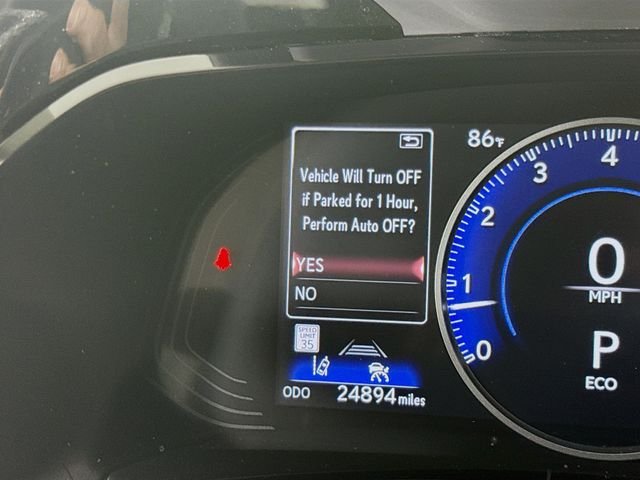 Vehicle Will Turn OFF
if Parked for 1 Hour,
Perform Auto OFF?
YES
NO
SPEED
LIMIT
35
ODO 24894 miles
86°F
4
3
2
1
0
0
MPH
P
ECO